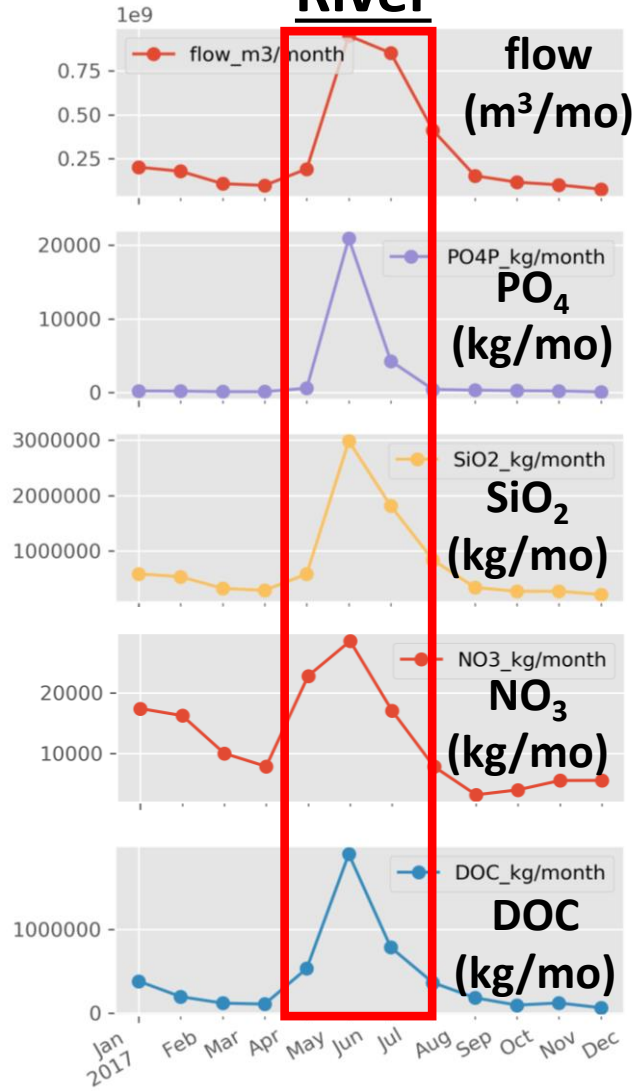 River
1e9
flow_m3/month
flow
(m³/mo)
0.75
0.50
0.25
20000
10000
0
PO4P_kg/month
PO₄
(kg/mo)
3000000
2000000
1000000
SiO2_kg/month
SiO₂
(kg/mo)
20000
10000
NO3_kg/month
NO₃
(kg/mo)
1000000
0
DOC_kg/month
DOC
(kg/mo)
Jan Feb Mar Apr May Jun Jul Aug Sep Oct Nov Dec
2017